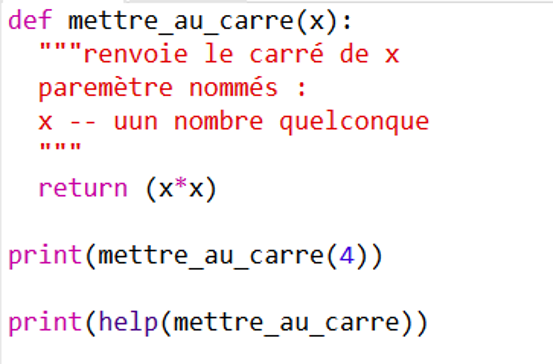 def mettre_au_carre(x):
"""renvoie le carré de x
paremètre nommés :
x -- uun nombre quelconque
"""
return (x*x)
print(mettre_au_carre(4))
print(help(mettre_au_carre))